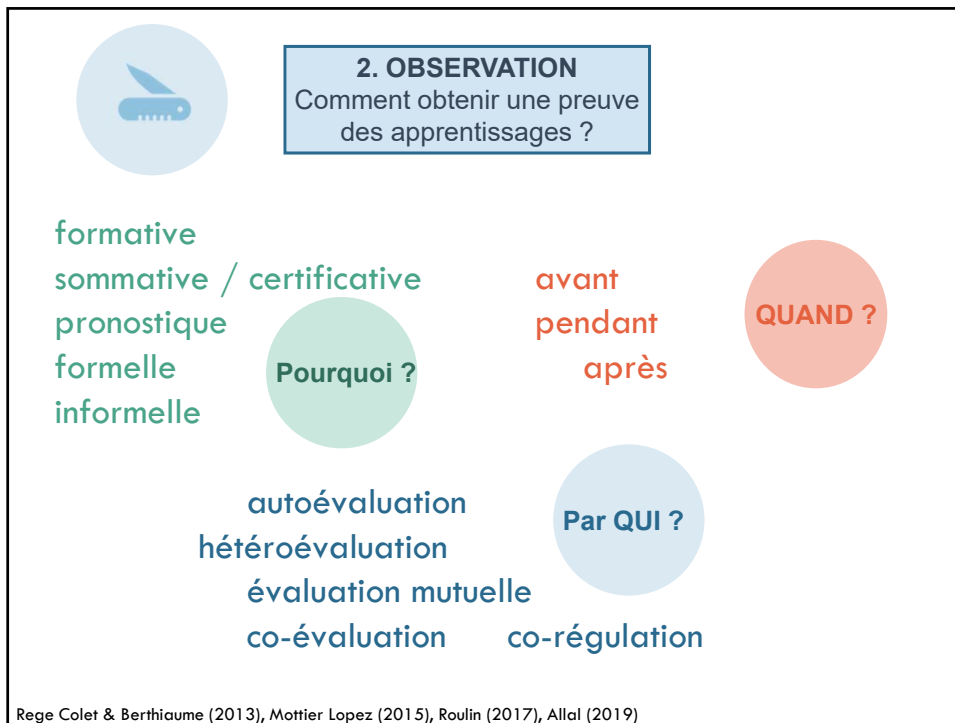 2. OBSERVATION
Comment obtenir une preuve
des apprentissages ?
formative
sommative / certificative
pronostique
formelle
informelle
Pourquoi ?
avant
pendant
après
QUAND ?
autoévaluation
hétéroévaluation
évaluation mutuelle
co-évaluation co-régulation
Par QUI ?
Rege Colet & Berthiaume (2013), Mottier Lopez (2015), Roulin (2017), Allal (2019)